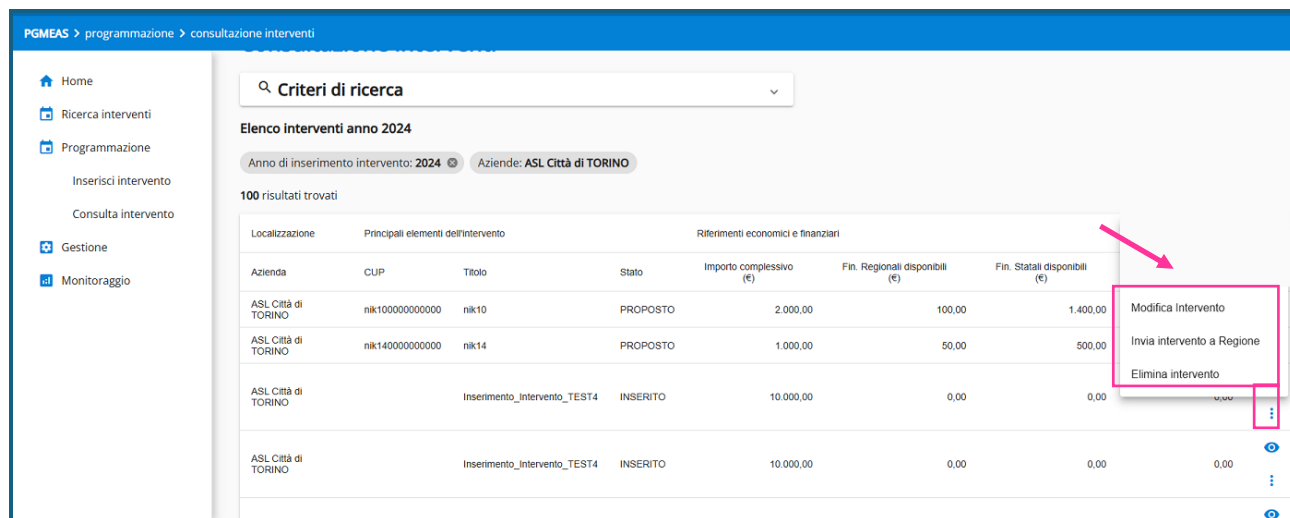 PGMEAS > programmazione > consultazione interventi
Consultazione interventi
Home
Ricerca interventi
Programmazione
Inserisci intervento
Consulta intervento
Gestione
Monitoraggio
Criteri di ricerca
Elenco interventi anno 2024
Anno di inserimento intervento: 2024 Aziende: ASL Città di TORINO
100 risultati trovati
Localizzazione Principali elementi dell'intervento Riferimenti economici e finanziari
Azienda CUP Titolo Stato Importo complessivo (€) Fin. Regionali disponibili (€) Fin. Statali disponibili (€)
ASL Città di TORINO nik100000000000 nik10 PROPOSTO 2.000,00 100,00 1.400,00
ASL Città di TORINO nik140000000000 nik14 PROPOSTO 1.000,00 50,00 500,00
ASL Città di TORINO Inserimento_Intervento_TEST4 INSERITO 10.000,00 0,00 0,00 0,00
ASL Città di TORINO Inserimento_Intervento_TEST4 INSERITO 10.000,00 0,00 0,00 0,00
Modifica Intervento
Invia intervento a Regione
Elimina intervento